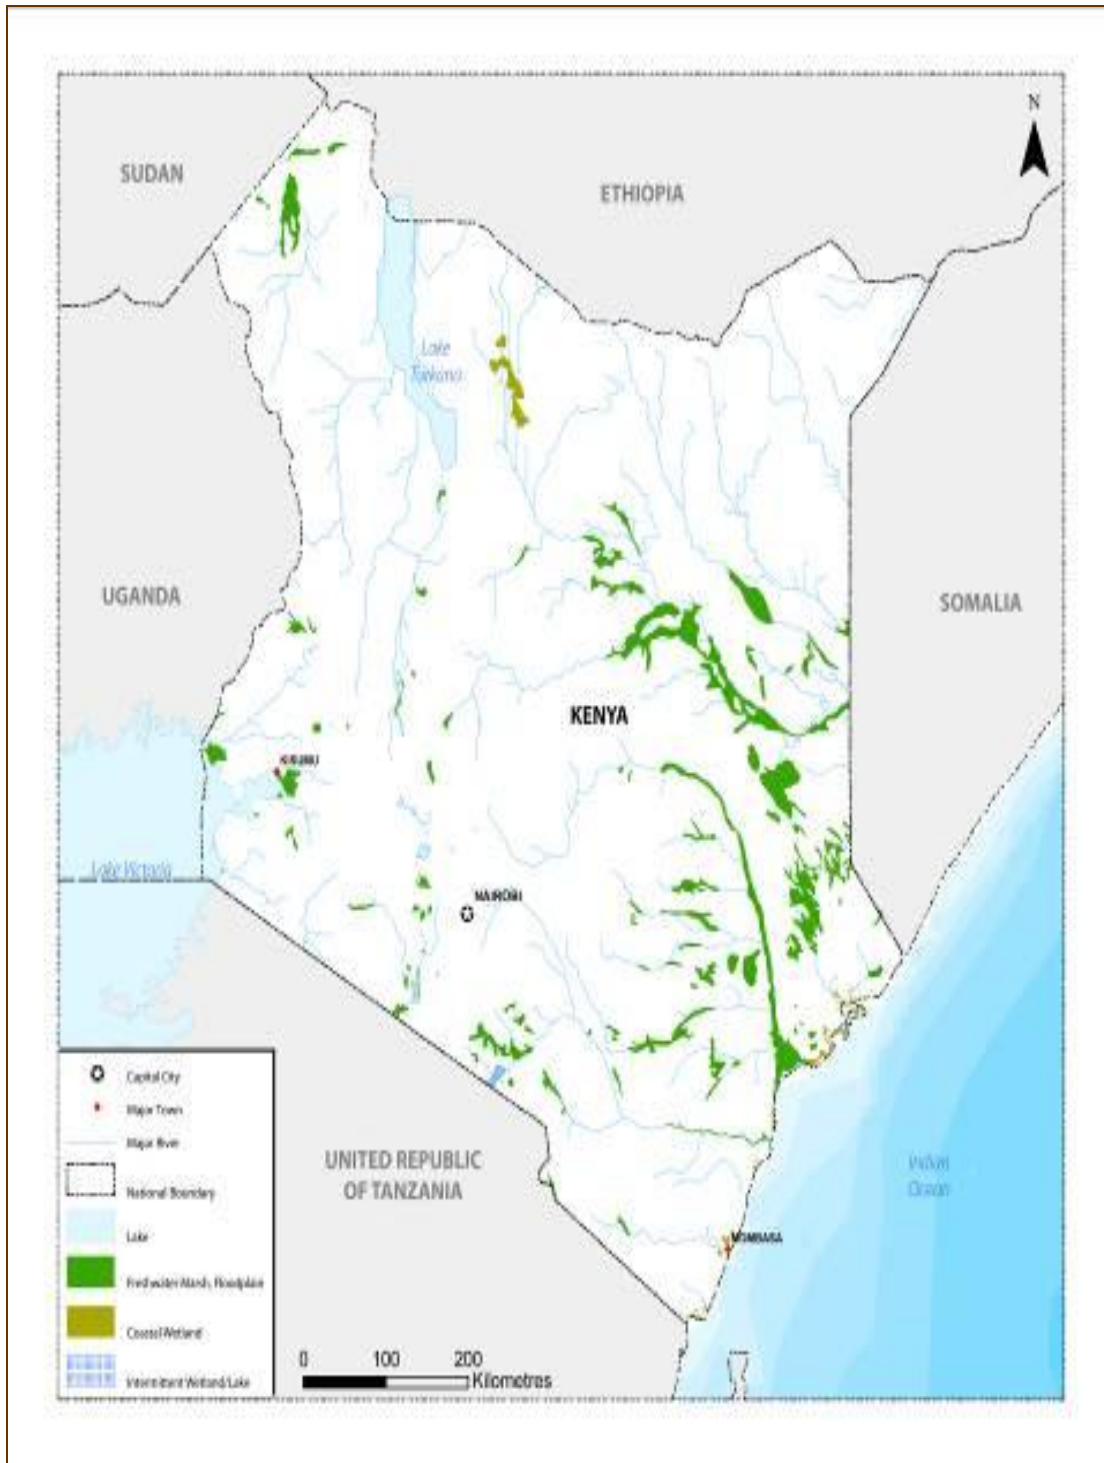 N
SUDAN
ETHIOPIA
Lake
Turkana
UGANDA
SOMALIA
KENYA
KISUMU
Lake Victoria
NAIROBI
Capitol City
Major Town
Major River
National Boundary
Lake
Freshwater Marsh, Floodplain
Coastal Wetland
Intermittent Wetland/Lake
UNITED REPUBLIC
OF TANZANIA
Indian
Ocean
MOMBASA
0 100 200
Kilometres